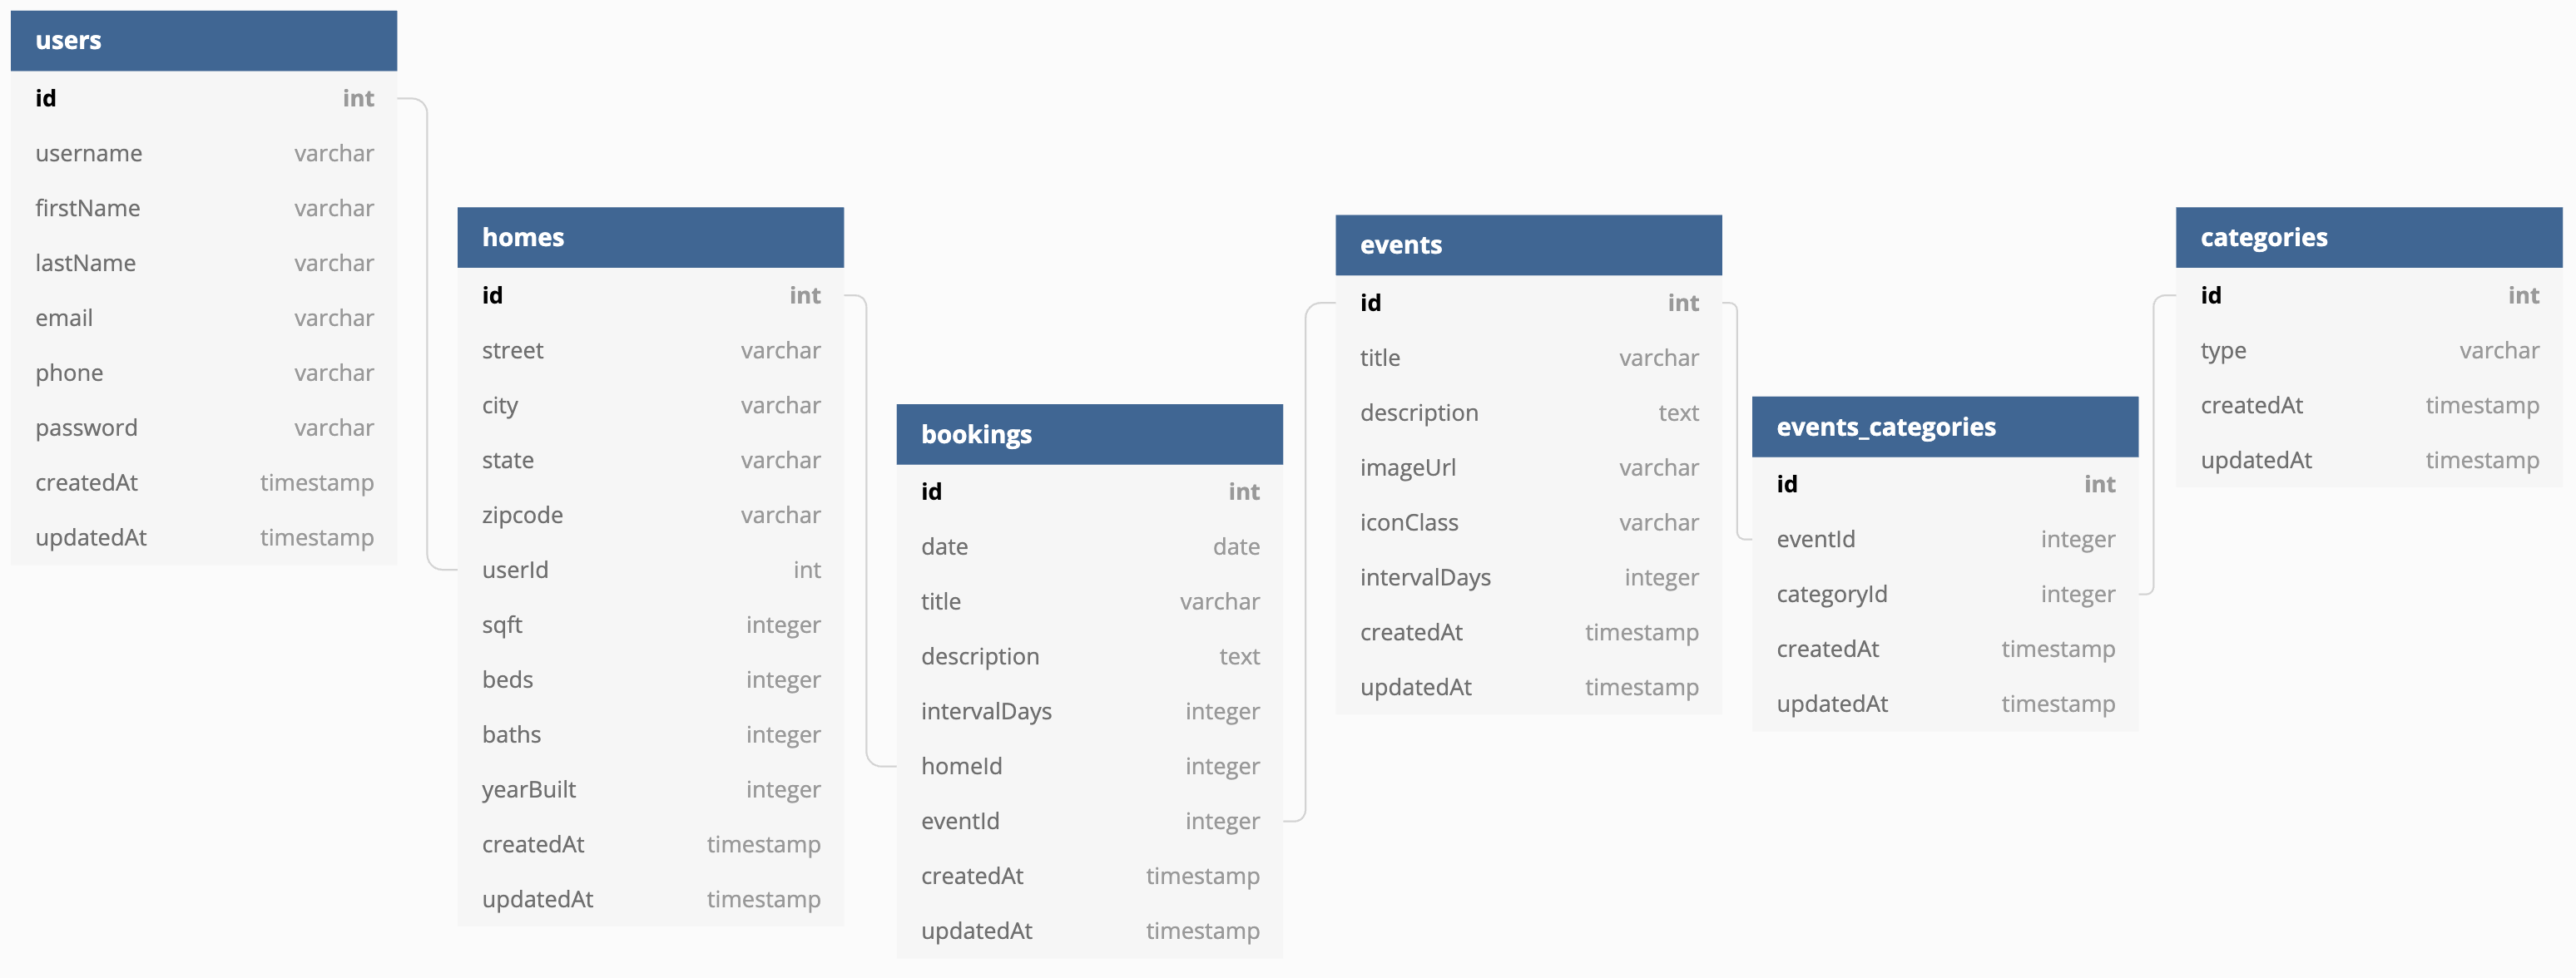 users
id int
username varchar
firstName varchar
lastName varchar
email varchar
phone varchar
password varchar
createdAt timestamp
updatedAt timestamp
homes
id int
street varchar
city varchar
state varchar
zipcode varchar
userId int
sqft integer
beds integer
baths integer
yearBuilt integer
createdAt timestamp
updatedAt timestamp
bookings
id int
date date
title varchar
description text
intervalDays integer
homeId integer
eventId integer
createdAt timestamp
updatedAt timestamp
events
id int
title varchar
description text
imageUrl varchar
iconClass varchar
intervalDays integer
createdAt timestamp
updatedAt timestamp
events_categories
id int
eventId integer
categoryId integer
createdAt timestamp
updatedAt timestamp
categories
id int
type varchar
createdAt timestamp
updatedAt timestamp